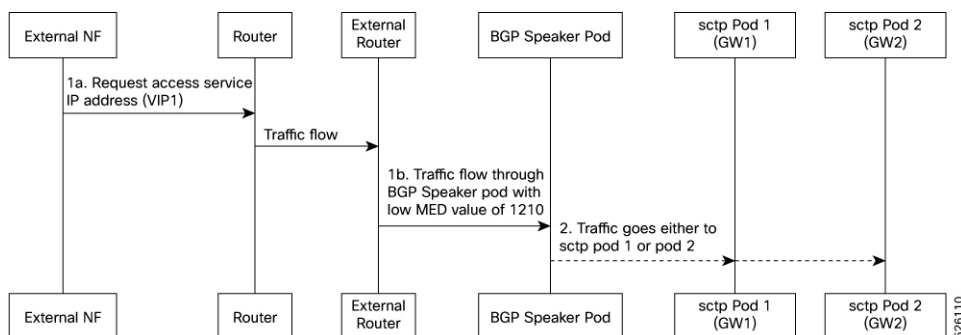 External NF
Router
External
Router
BGP Speaker Pod
sctp Pod 1
(GW1)
sctp Pod 2
(GW2)
1a. Request access service
IP address (VIP1)
Traffic flow
1b. Traffic flow through
BGP Speaker pod with
low MED value of 1210
2. Traffic goes either to
sctp pod 1 or pod 2
External NF
Router
External
Router
BGP Speaker Pod
sctp Pod 1
(GW1)
sctp Pod 2
(GW2)